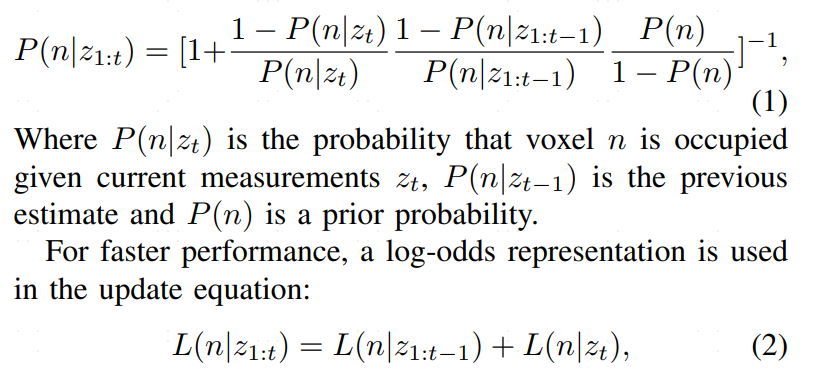 P(n|z_{1:t}) = [1+ \frac{1 − P(n|z_t)}{P(n|z_t)} \frac{1 − P(n|z_{1:t−1})}{P(n|z_{1:t−1})} \frac{P(n)}{1 − P(n)}]^{−1},
(1)
Where P(n|z_t) is the probability that voxel n is occupied
given current measurements z_t, P(n|z_{t−1}) is the previous
estimate and P(n) is a prior probability.
For faster performance, a log-odds representation is used
in the update equation:
L(n|z_{1:t}) = L(n|z_{1:t−1}) + L(n|z_t), (2)